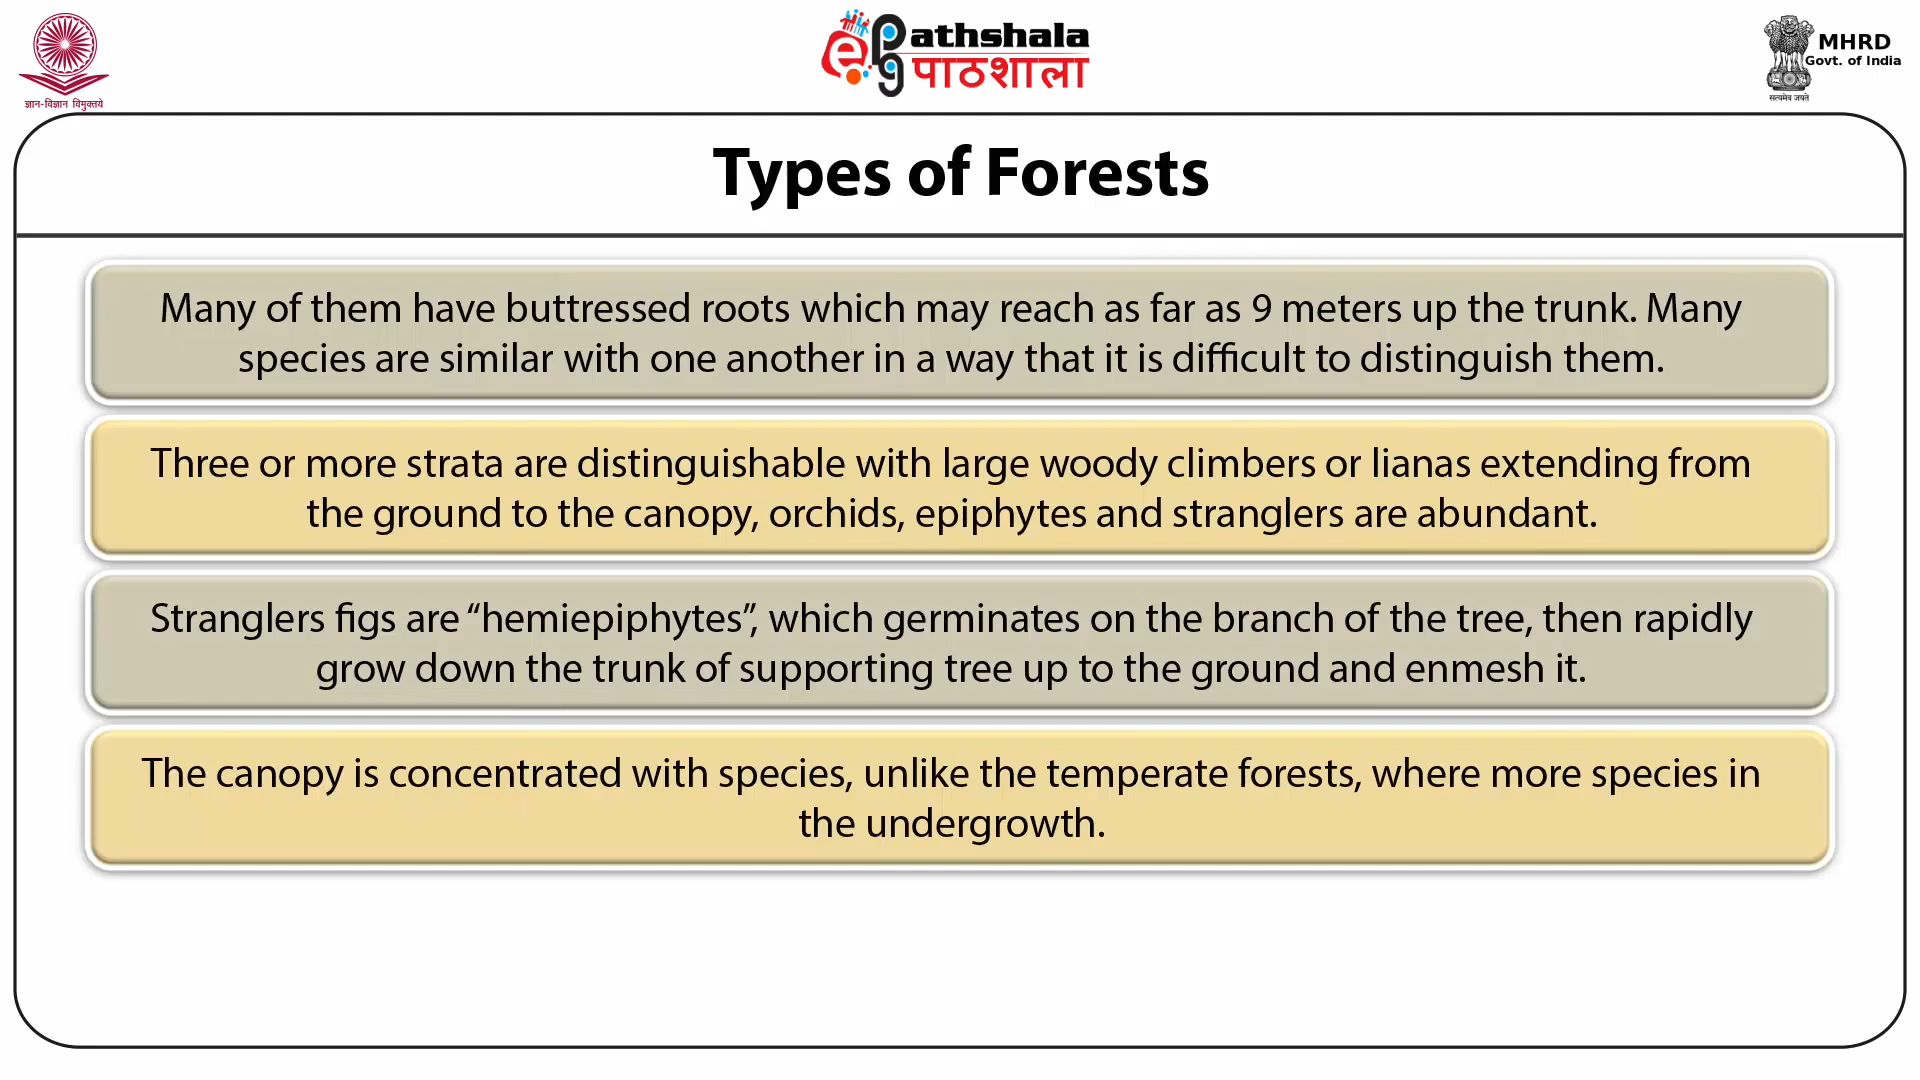 ज्ञान-विज्ञान विमुक्तये
ePathshala
पाठशाला
MHRD
Govt. of India
सत्यमेव जयते
Types of Forests
Many of them have buttressed roots which may reach as far as 9 meters up the trunk. Many
species are similar with one another in a way that it is difficult to distinguish them.
Three or more strata are distinguishable with large woody climbers or lianas extending from
the ground to the canopy, orchids, epiphytes and stranglers are abundant.
Stranglers figs are “hemiepiphytes”, which germinates on the branch of the tree, then rapidly
grow down the trunk of supporting tree up to the ground and enmesh it.
The canopy is concentrated with species, unlike the temperate forests, where more species in
the undergrowth.